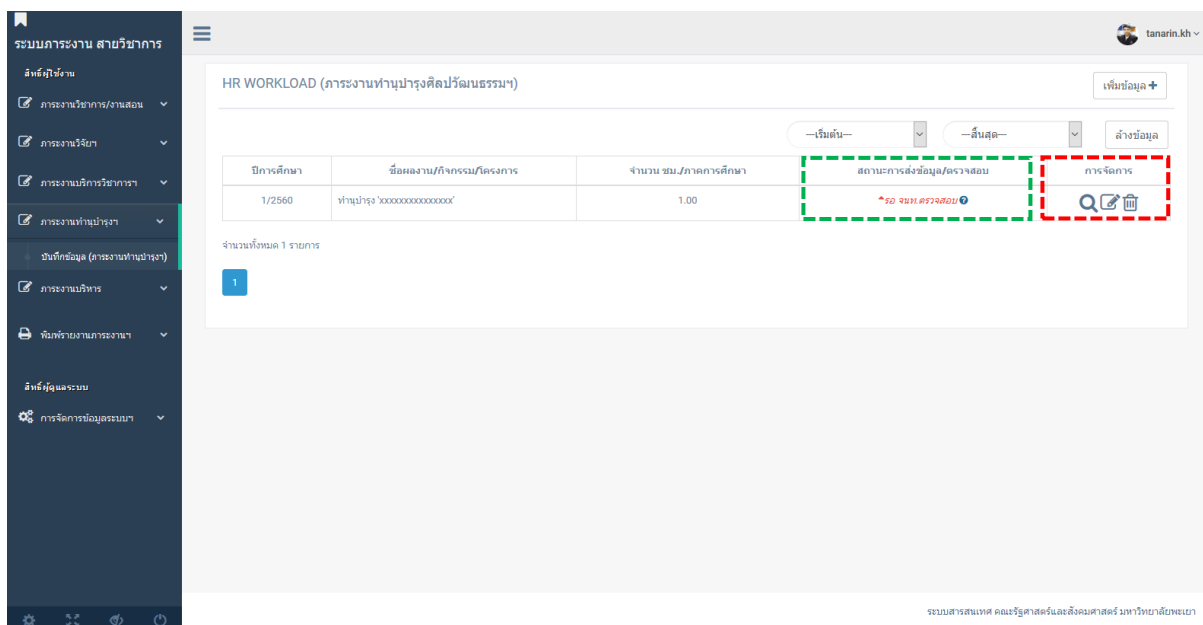 ระบบภาระงาน สายวิชาการ
tanarin.kh
สิทธิ์ผู้ใช้งาน
ภาระงานวิชาการ/งานสอน
ภาระงานวิจัยฯ
ภาระงานบริการวิชาการฯ
ภาระงานทำนุบำรุงฯ
บันทึกข้อมูล (ภาระงานทำนุบำรุงฯ)
ภาระงานบริหาร
พิมพ์รายงานภาระงานฯ
สิทธิ์ผู้ดูแลระบบ
การจัดการข้อมูลระบบฯ
HR WORKLOAD (ภาระงานทำนุบำรุงศิลปวัฒนธรรมฯ)
เพิ่มข้อมูล
---เริ่มต้น---
---สิ้นสุด---
ล้างข้อมูล
ปีการศึกษา ชื่อผลงาน/กิจกรรม/โครงการ จำนวน ชม./ภาคการศึกษา สถานะการส่งข้อมูล/ตรวจสอบ การจัดการ
1/2560 ทำนุบำรุง 'xxxxxxxxxxxxxxx' 1.00 *รอ จนท.ตรวจสอบ
จำนวนทั้งหมด 1 รายการ
1
ระบบสารสนเทศ คณะรัฐศาสตร์และสังคมศาสตร์ มหาวิทยาลัยพะเยา